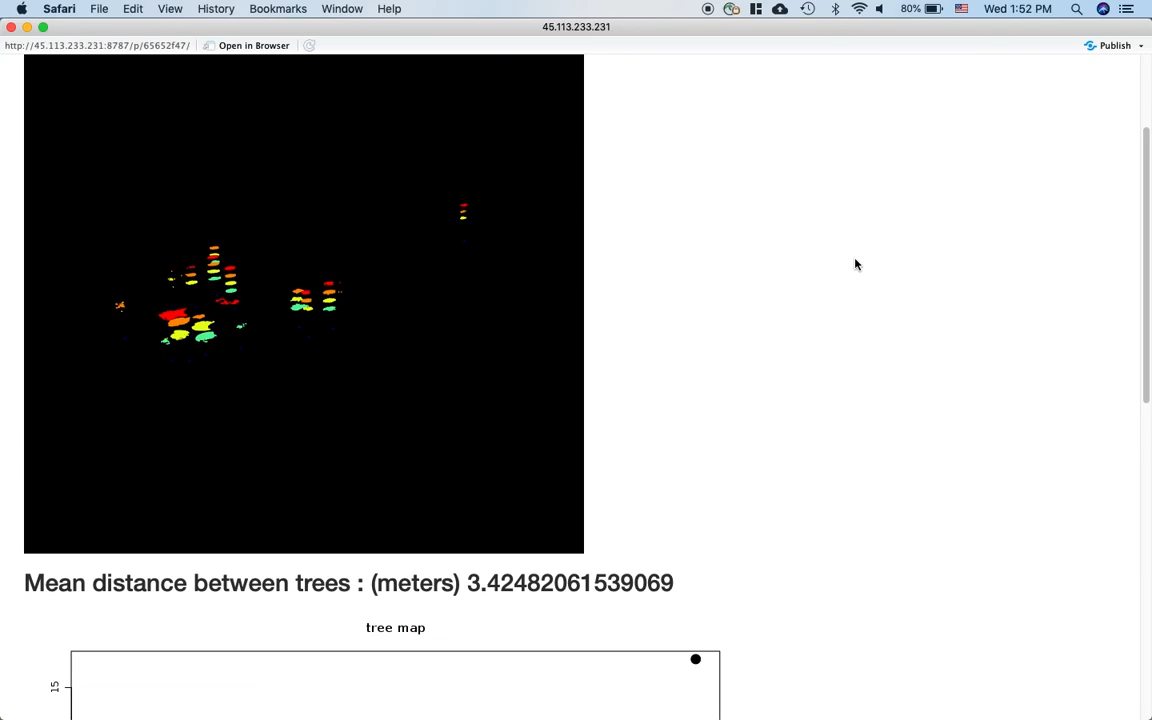 Safari File Edit View History Bookmarks Window Help 80% Wed 1:52 PM
45.113.233.231
http://45.113.233.231:8787/p/65652f47/ Open in Browser Publish
Mean distance between trees : (meters) 3.42482061539069
tree map
15